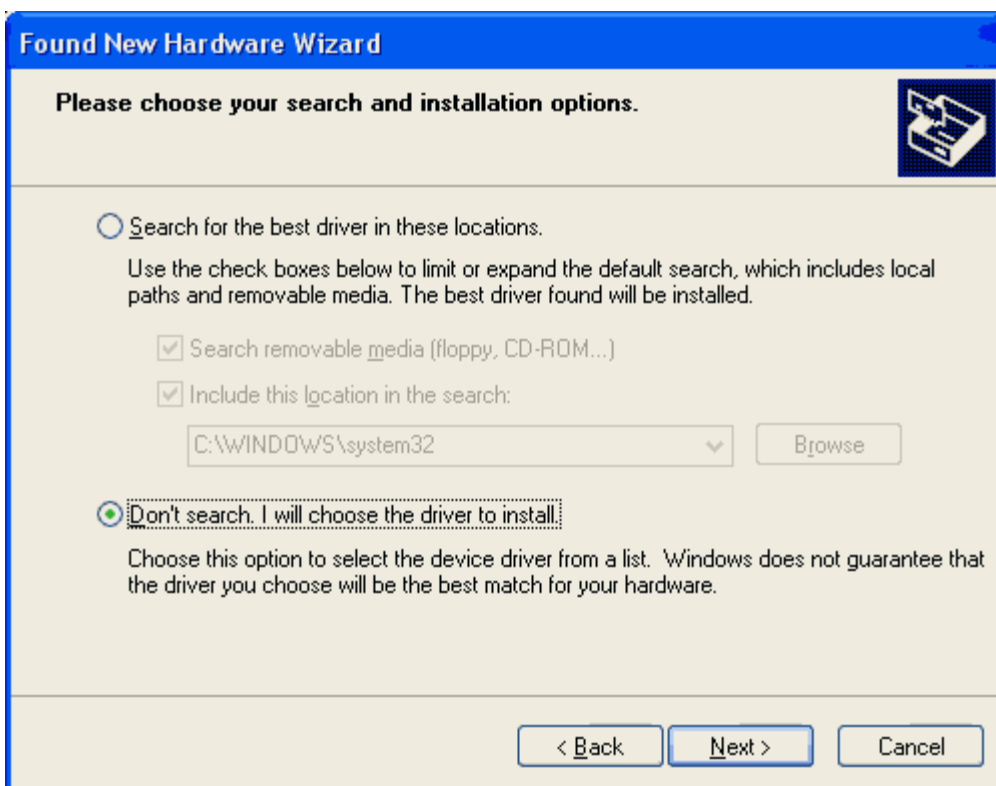 Found New Hardware Wizard
Please choose your search and installation options.
Search for the best driver in these locations.
Use the check boxes below to limit or expand the default search, which includes local
paths and removable media. The best driver found will be installed.
Search removable media (floppy, CD-ROM...)
Include this location in the search:
C:\WINDOWS\system32
Browse
Don't search. I will choose the driver to install.
Choose this option to select the device driver from a list. Windows does not guarantee that
the driver you choose will be the best match for your hardware.
< Back
Next >
Cancel